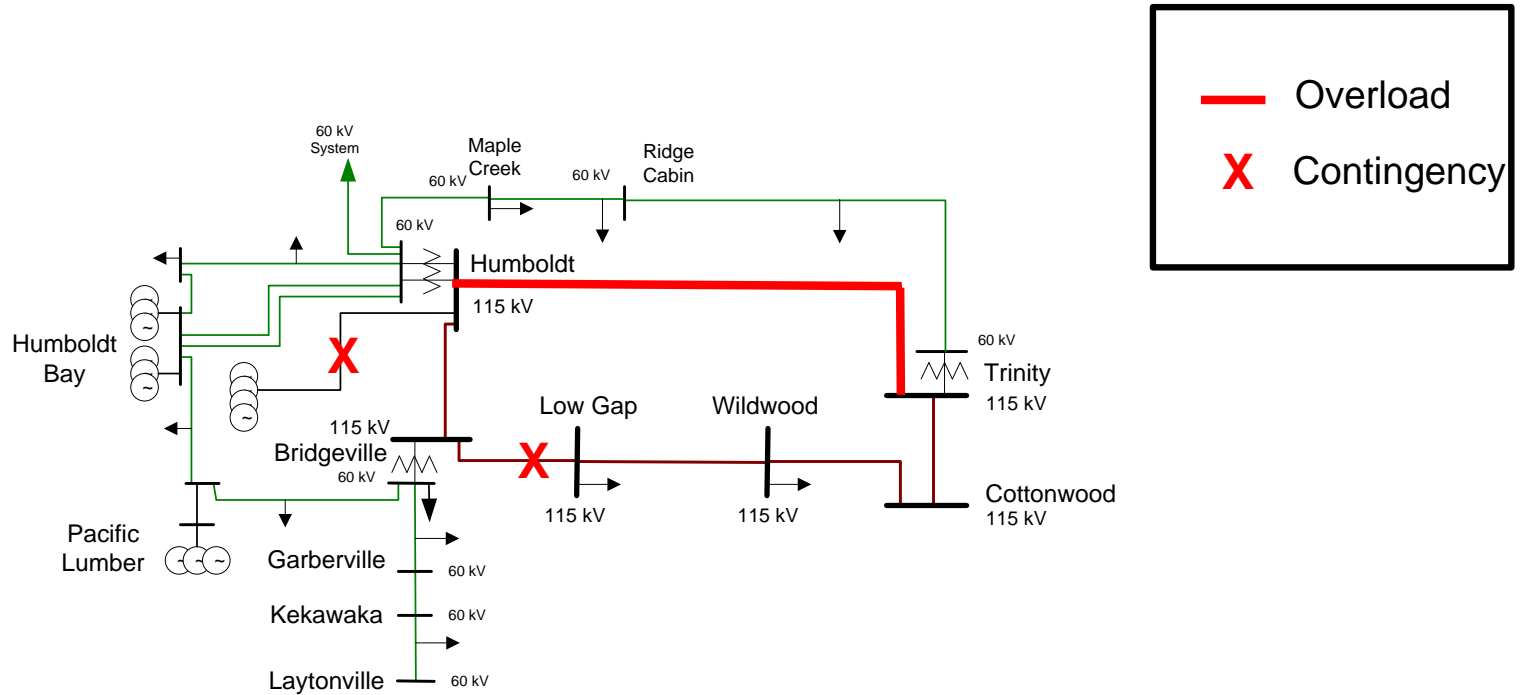 Overload
X Contingency
60 kV
System
Maple
Creek
60 kV
Ridge
Cabin
60 kV
60 kV
Humboldt
115 kV
X
~
~
~
Humboldt
Bay
60 kV
Trinity
115 kV
Low Gap
Wildwood
115 kV
Bridgeville
60 kV
X
115 kV
115 kV
Cottonwood
115 kV
Pacific
Lumber
~ ~ ~
Garberville
60 kV
Kekawaka
60 kV
Laytonville
60 kV